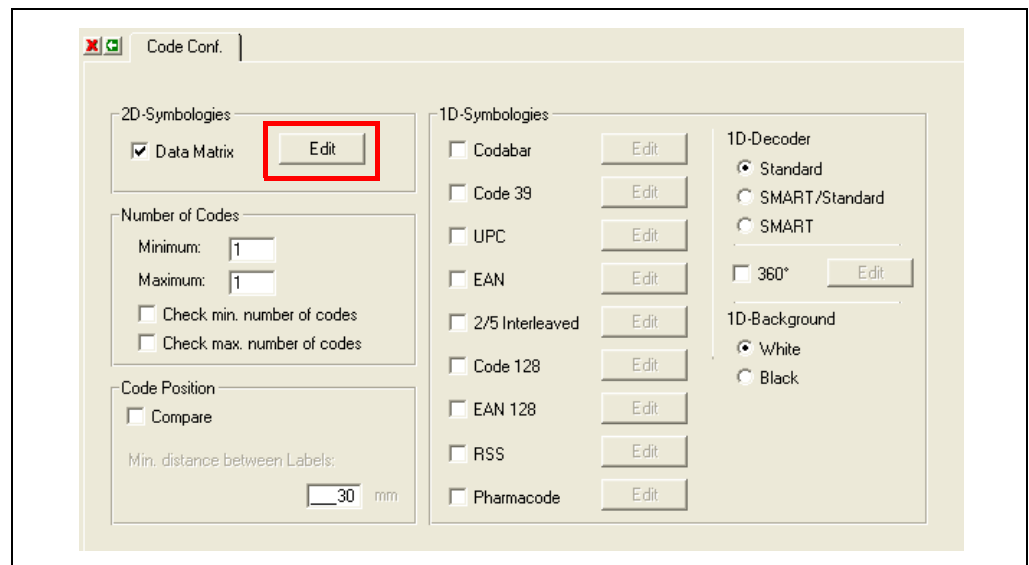 Code Conf.
2D-Symbologies
Data Matrix
Edit
Number of Codes
Minimum: 1
Maximum: 1
Check min. number of codes
Check max. number of codes
Code Position
Compare
Min. distance between Labels:
___30 mm
1D-Symbologies
Codabar Edit
Code 39 Edit
UPC Edit
EAN Edit
2/5 Interleaved Edit
Code 128 Edit
EAN 128 Edit
RSS Edit
Pharmacode Edit
1D-Decoder
Standard
SMART/Standard
SMART
360° Edit
1D-Background
White
Black